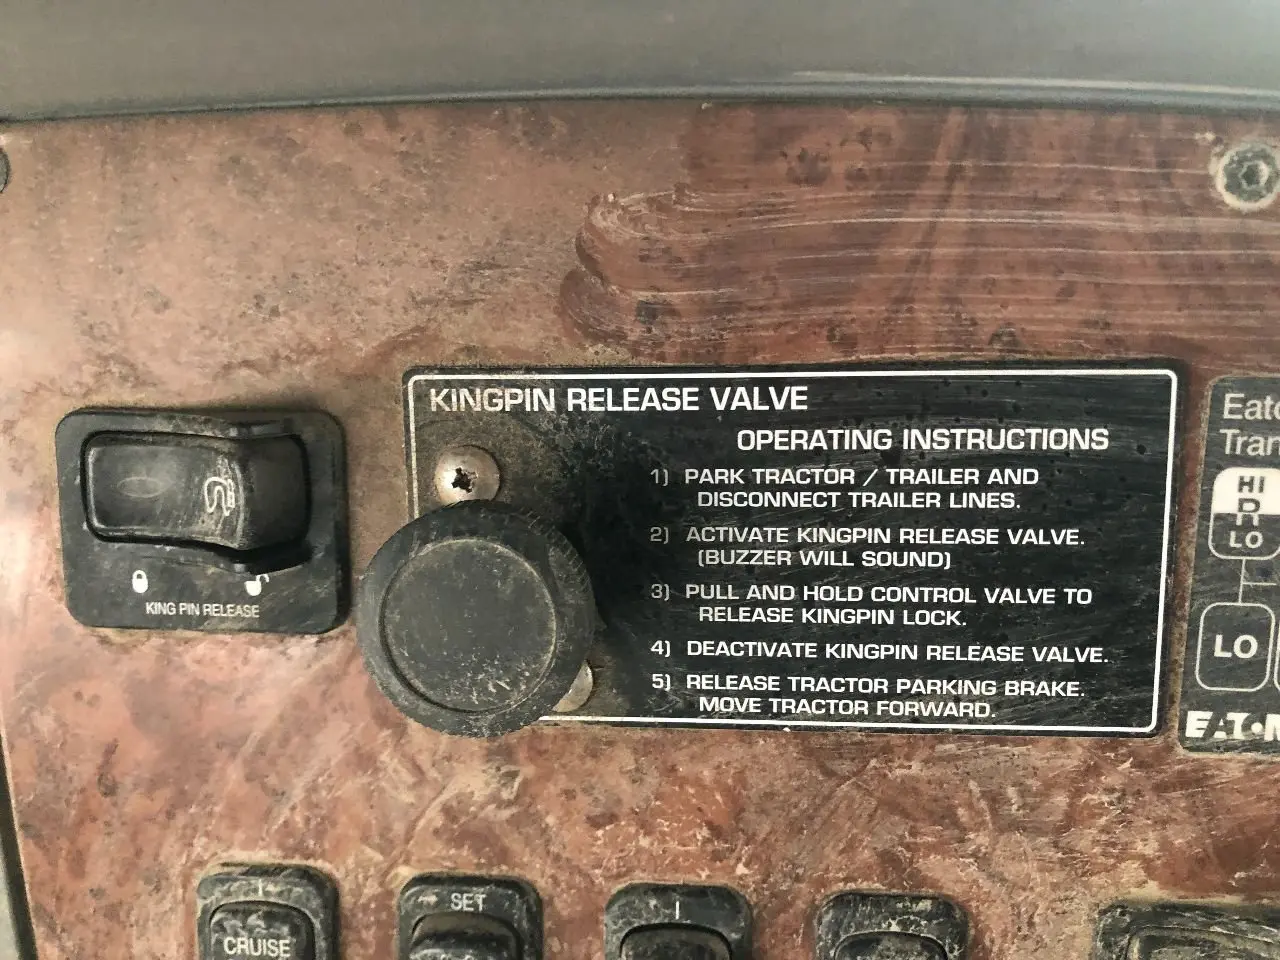 KINGPIN RELEASE VALVE
OPERATING INSTRUCTIONS
1) PARK TRACTOR / TRAILER AND
DISCONNECT TRAILER LINES.
2) ACTIVATE KINGPIN RELEASE VALVE.
(BUZZER WILL SOUND)
3) PULL AND HOLD CONTROL VALVE TO
RELEASE KINGPIN LOCK.
4) DEACTIVATE KINGPIN RELEASE VALVE.
5) RELEASE TRACTOR PARKING BRAKE.
MOVE TRACTOR FORWARD.
KING PIN RELEASE
HI
LO
LO
CRUISE
SET
I